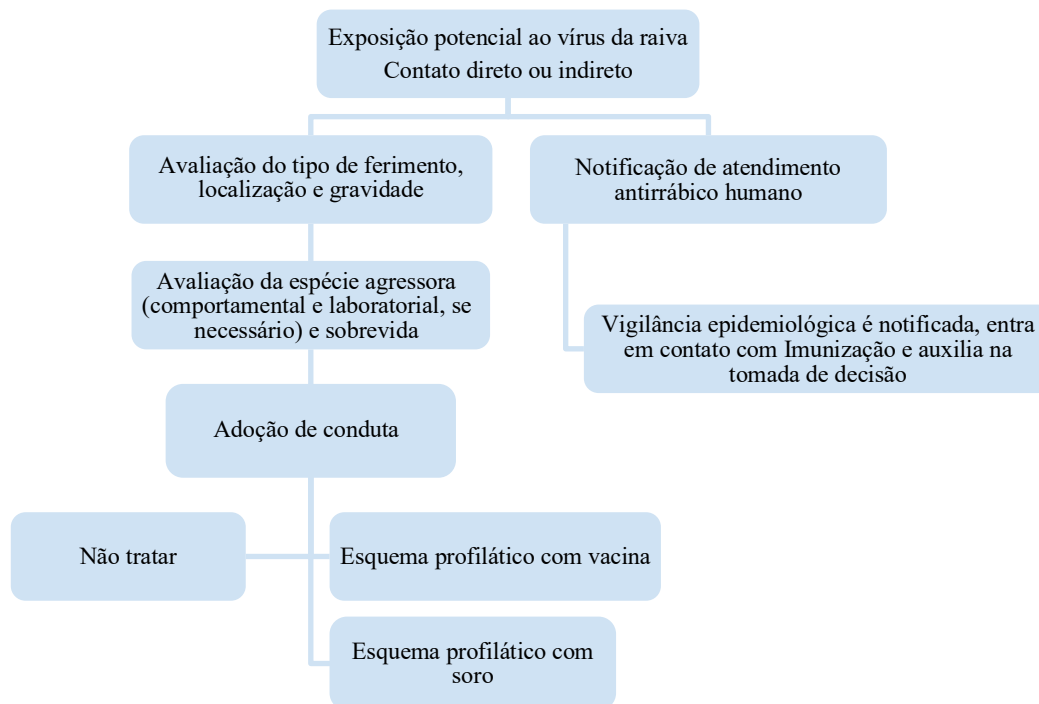 Exposição potencial ao vírus da raiva
Contato direto ou indireto
Avaliação do tipo de ferimento,
localização e gravidade
Notificação de atendimento
antirrábico humano
Avaliação da espécie agressora
(comportamental e laboratorial, se
necessário) e sobrevida
Vigilância epidemiológica é notificada, entra
em contato com Imunização e auxilia na
tomada de decisão
Adoção de conduta
Não tratar
Esquema profilático com vacina
Esquema profilático com
soro